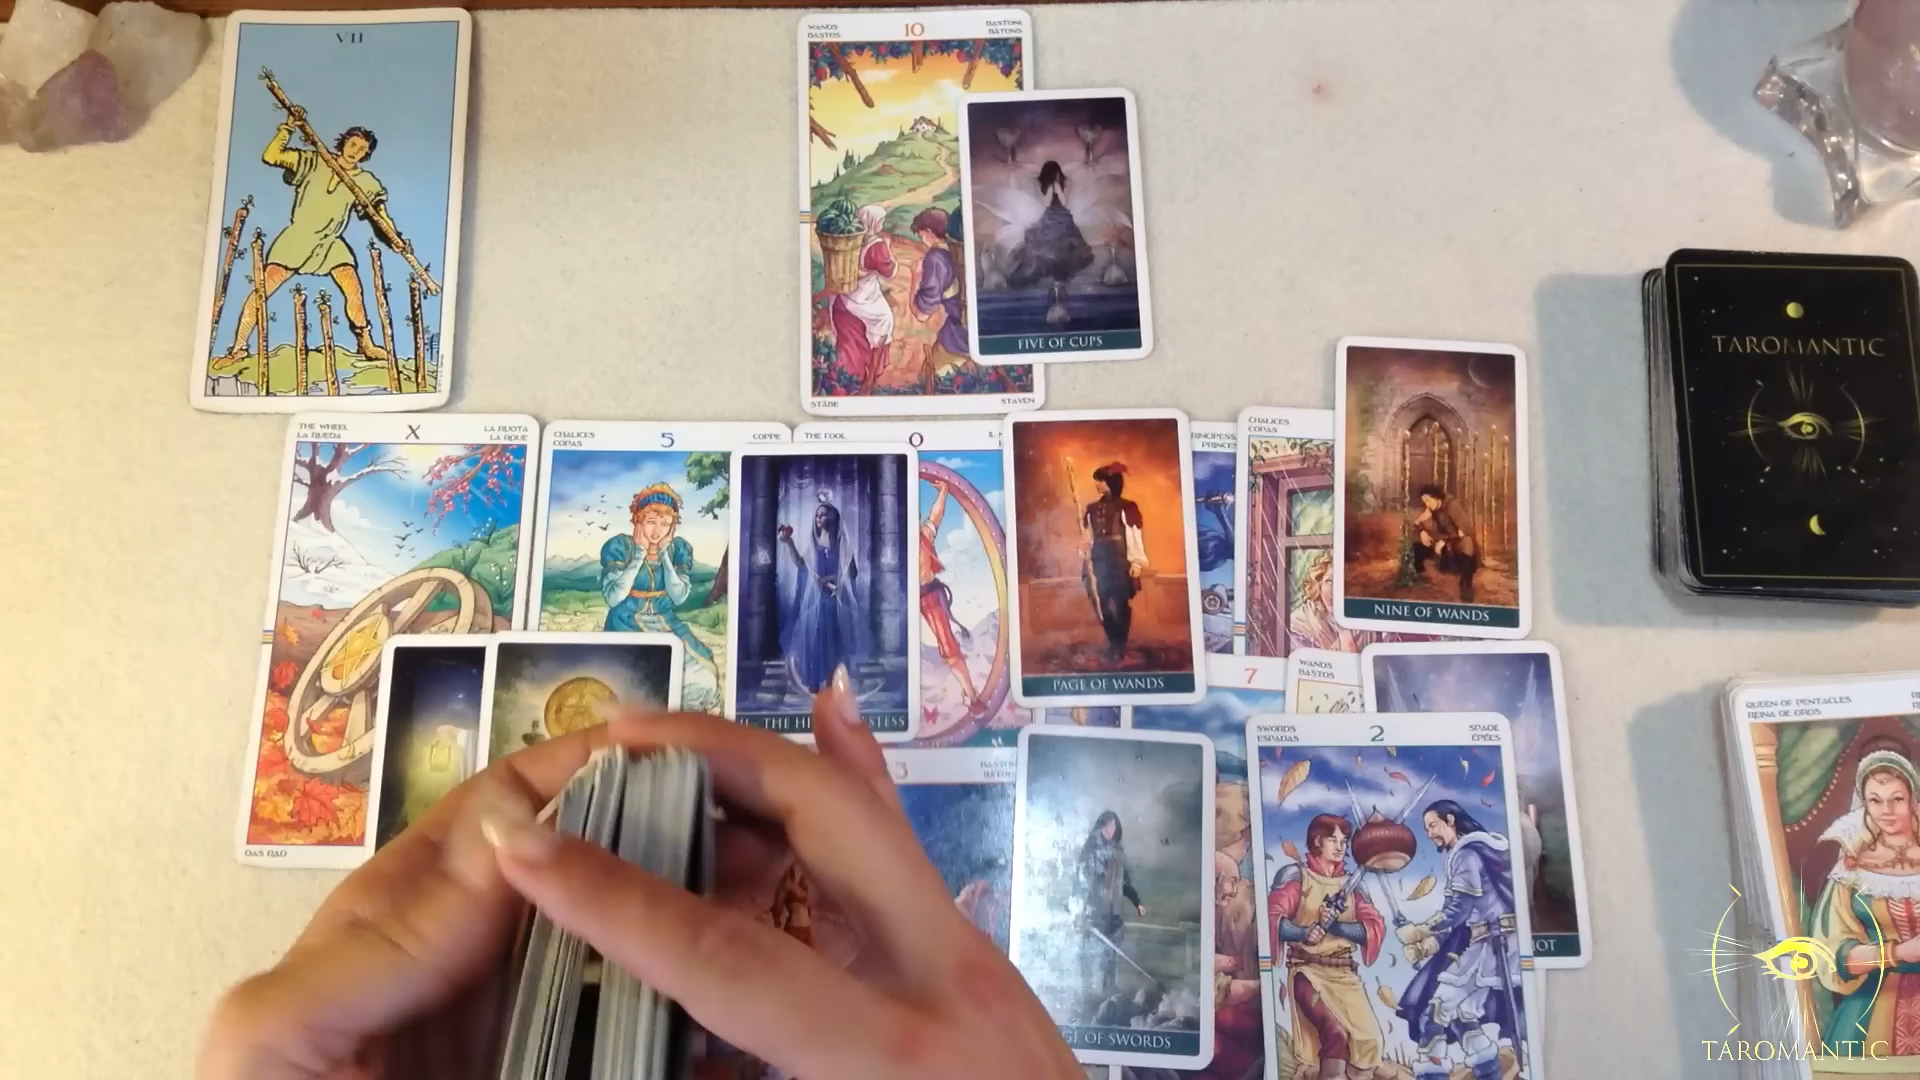 VII
WANDS
BASTOS
10
BASTONI
BÂTONS
STÄBE
STAVEN
FIVE OF CUPS
TAROMANTIC
THE WHEEL
LA RUEDA
X
LA RUOTA
LA ROUE
DAS RAD
CHALICES
COPAS
5
COPPE
THE FOOL
0
PAGE OF WANDS
CHALICES
COPAS
NINE OF WANDS
7
WANDS
BASTOS
QUEEN OF PENTACLES
REINA DE OROS
SWORDS
ESPADAS
2
SPADE
ÉPÉES
OF SWORDS
TAROMANTIC